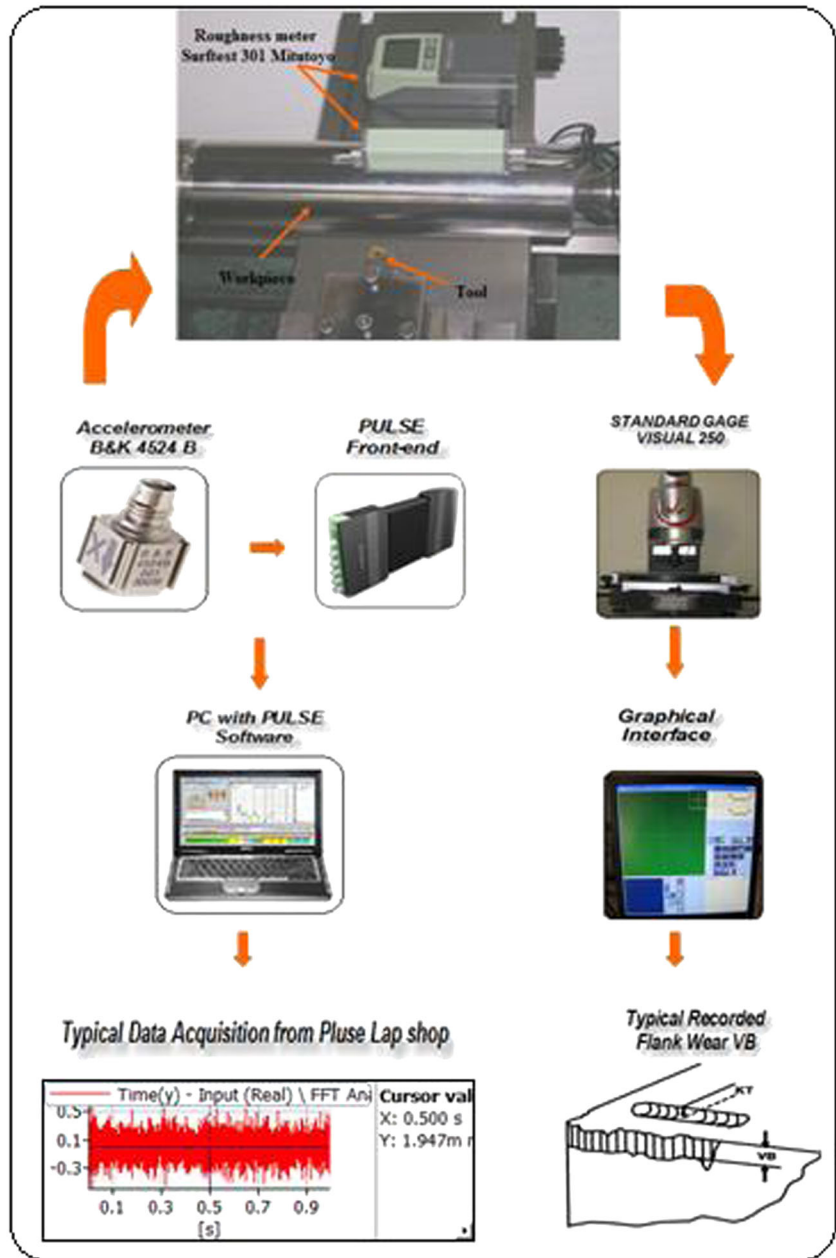 Roughness meter
Surftest 301 Mitutoyo
Workpiece
Tool
Accelerometer
B&K 4524 B
PULSE
Front-end
STANDARD GAGE
VISUAL 250
PC with PULSE
Software
Graphical
Interface
Typical Data Acquisition from Pluse Lap shop
Typical Recorded
Flank Wear VB
Time(y) - Input (Real) \ FFT An
Cursor val
X: 0.500 s
Y: 1.947m
0.5
0.1
-0.3
0.1 0.3 0.5 0.7 0.9
[s]
KT
VB